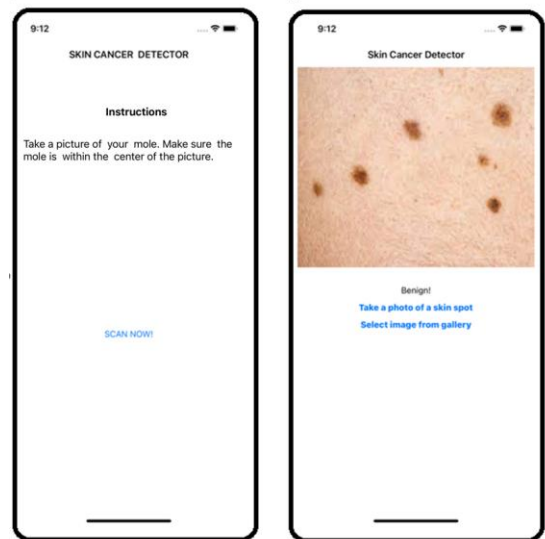 9:12
SKIN CANCER DETECTOR
Instructions
Take a picture of your mole. Make sure the
mole is within the center of the picture.
SCAN NOW!
9:12
Skin Cancer Detector
Benign!
Take a photo of a skin spot
Select image from gallery